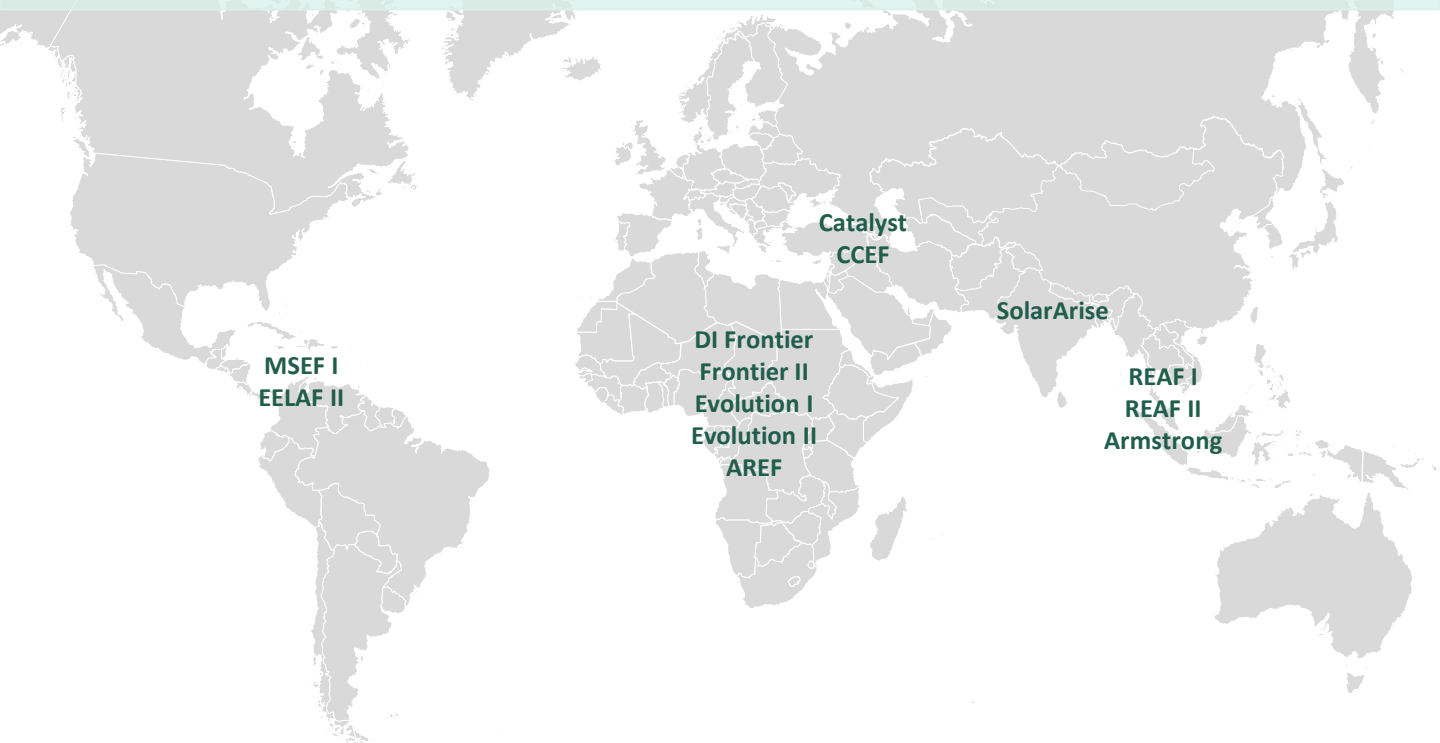 Catalyst
CCEF
SolarArise
DI Frontier
Frontier II
Evolution I
Evolution II
AREF
MSEF I
EELAF II
REAF I
REAF II
Armstrong